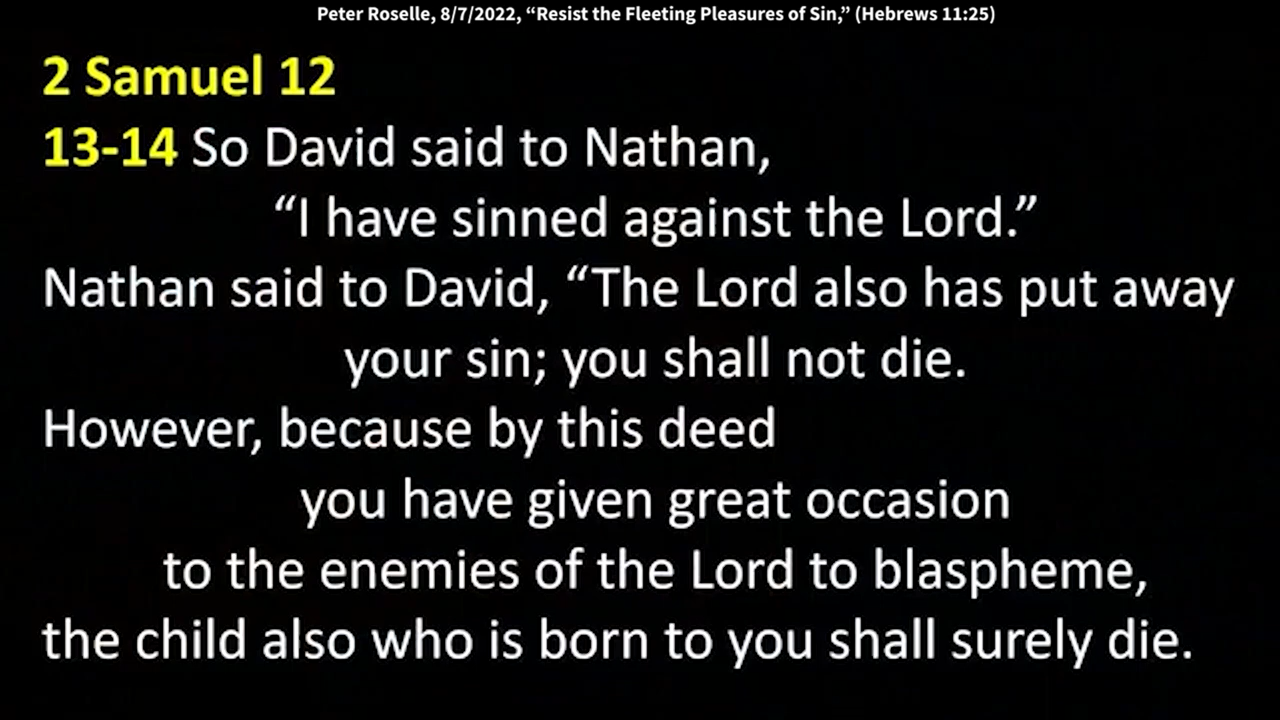 Peter Roselle, 8/7/2022, “Resist the Fleeting Pleasures of Sin,” (Hebrews 11:25)
2 Samuel 12
13-14 So David said to Nathan,
“I have sinned against the Lord.”
Nathan said to David, “The Lord also has put away
your sin; you shall not die.
However, because by this deed
you have given great occasion
to the enemies of the Lord to blaspheme,
the child also who is born to you shall surely die.